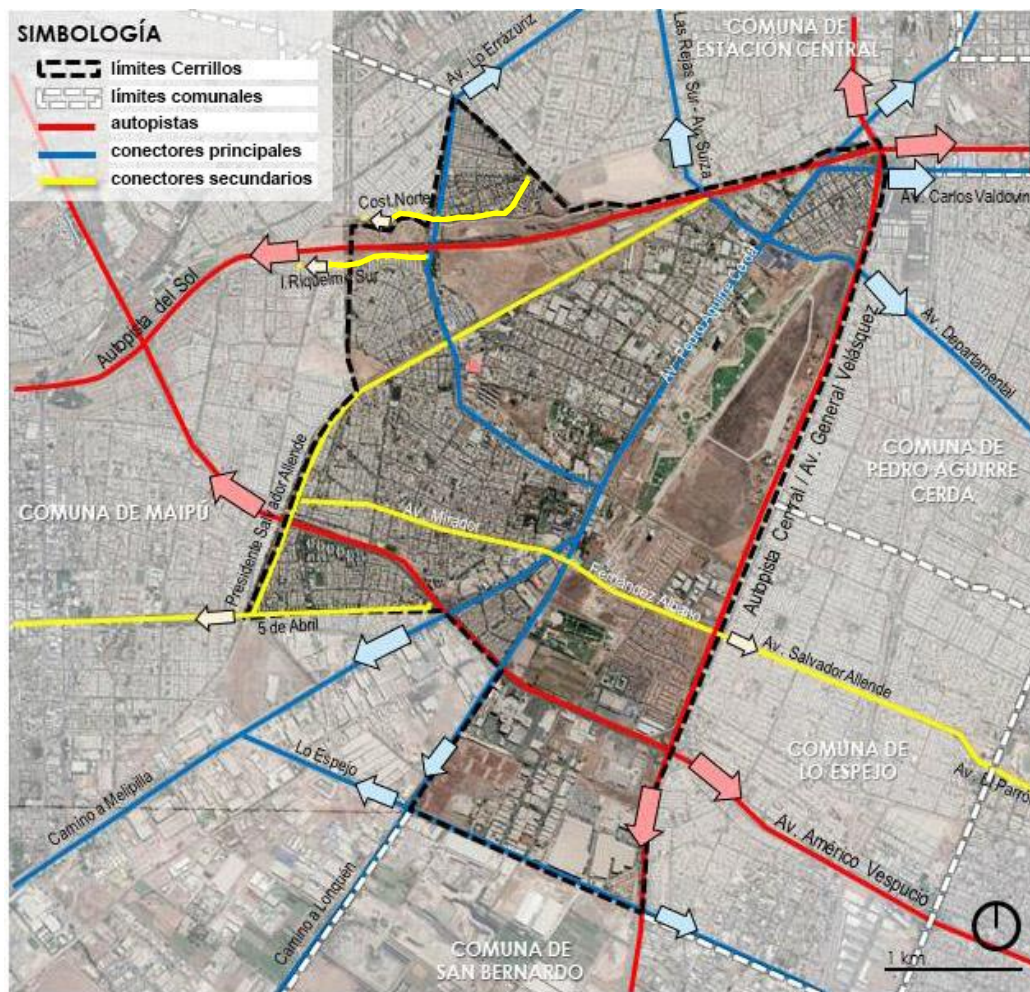 SIMBOLOGÍA
límites Cerrillos
límites comunales
autopistas
conectores principales
conectores secundarios
COMUNA DE
ESTACIÓN CENTRAL
Av. Lo Errázuriz
Las Rejas Sur - Av. Suiza
Av. Carlos Valdovin
Cost. Norte
I. Riquelme Sur
Autopista del Sol
Av. Pedro Aguirre Cerda
Av. Departamental
Autopista Central / Av. General Velásquez
COMUNA DE
PEDRO AGUIRRE
CERDA
COMUNA DE MAIPÚ
Presidente Salvador Allende
Av. Mirador
Fernández Albano
5 de Abril
Av. Salvador Allende
COMUNA DE
LO ESPEJO
Av. El Parró
Lo Espejo
Camino a Melipilla
Av. Américo Vespucio
Camino a Lonquén
COMUNA DE
SAN BERNARDO
1 km